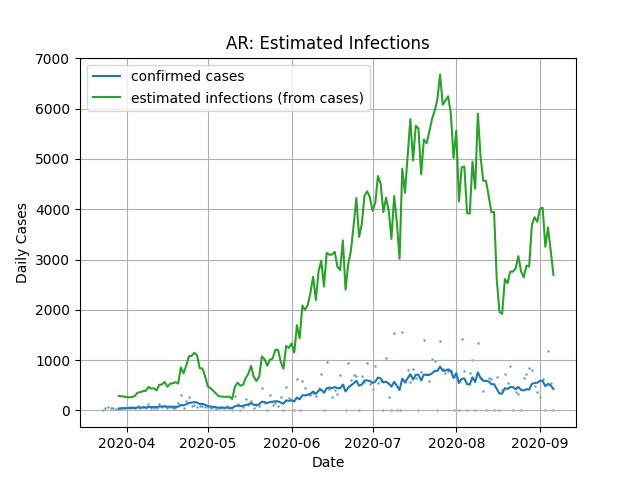 AR: Estimated Infections
confirmed cases
estimated infections (from cases)
Daily Cases
7000
6000
5000
4000
3000
2000
1000
0
2020-04 2020-05 2020-06 2020-07 2020-08 2020-09
Date